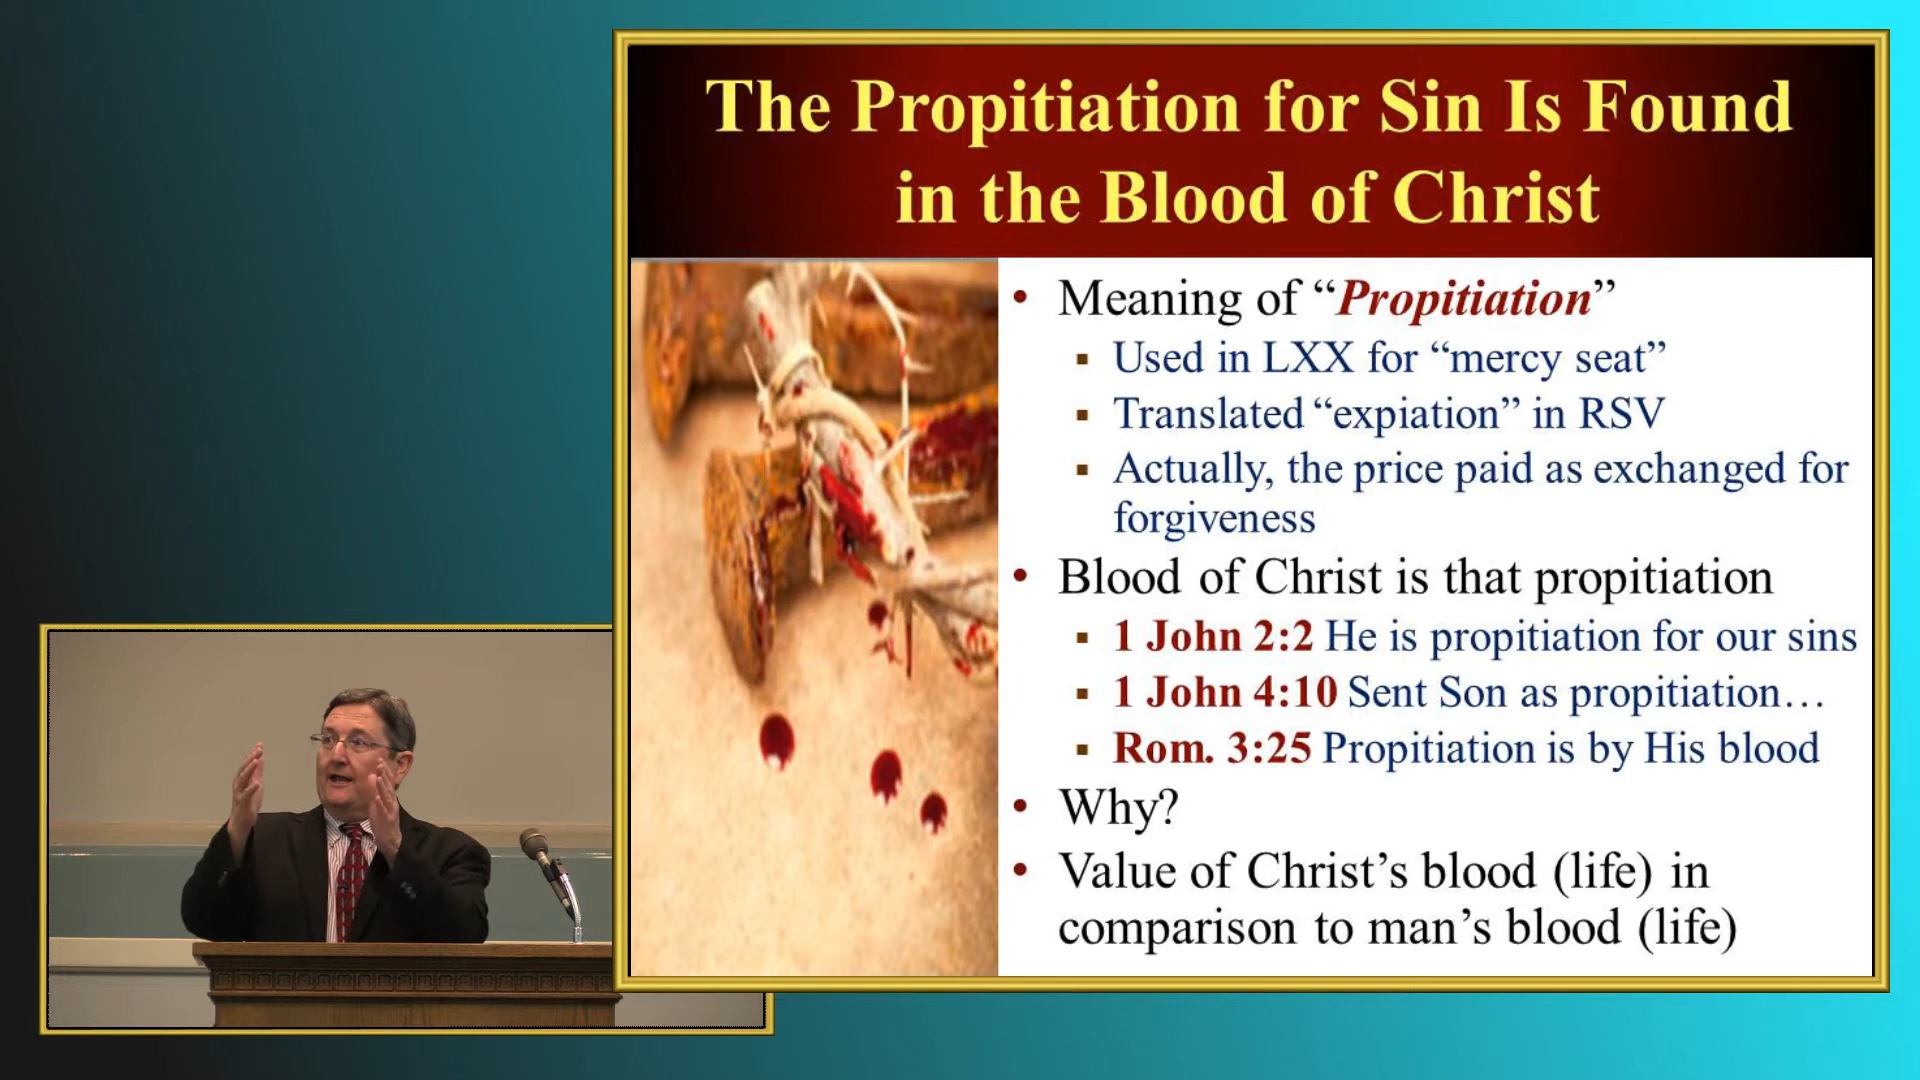 The Propitiation for Sin Is Found
in the Blood of Christ
• Meaning of “Propitiation”
▪ Used in LXX for “mercy seat”
▪ Translated “expiation” in RSV
▪ Actually, the price paid as exchanged for
forgiveness
• Blood of Christ is that propitiation
▪ 1 John 2:2 He is propitiation for our sins
▪ 1 John 4:10 Sent Son as propitiation…
▪ Rom. 3:25 Propitiation is by His blood
• Why?
• Value of Christ’s blood (life) in
comparison to man’s blood (life)